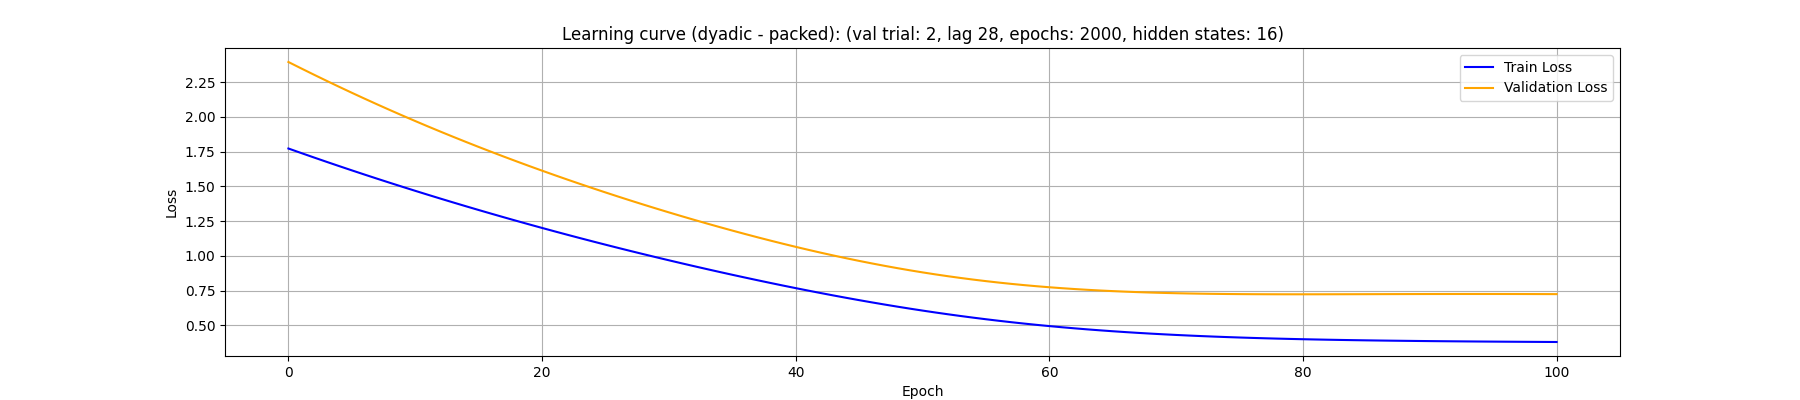 Learning curve (dyadic - packed): (val trial: 2, lag 28, epochs: 2000, hidden states: 16)
Train Loss
Validation Loss
2.25
2.00
1.75
1.50
1.25
1.00
0.75
0.50
Loss
0 20 40 60 80 100
Epoch